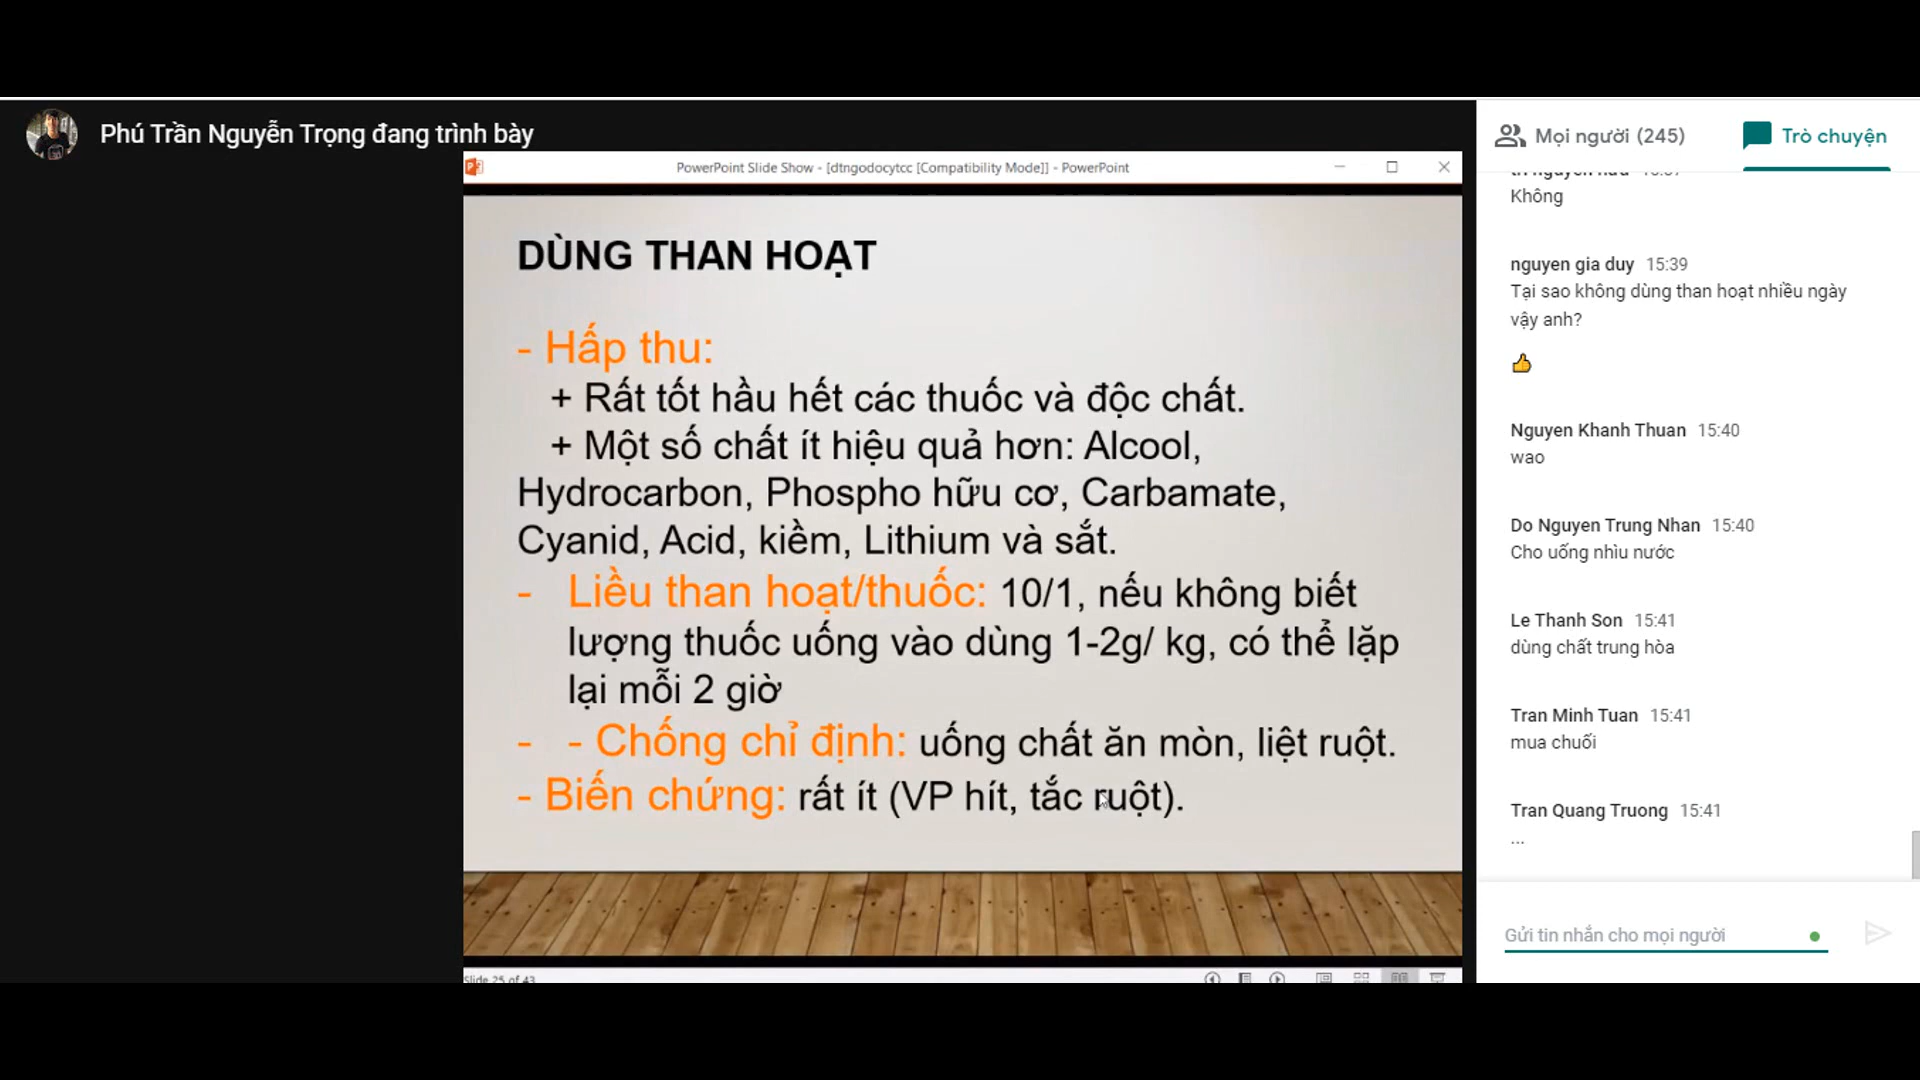 Phú Trần Nguyễn Trọng đang trình bày
PowerPoint Slide Show - [dtngodocytcc [Compatibility Mode]] - PowerPoint
DÙNG THAN HOẠT
- Hấp thu:
+ Rất tốt hầu hết các thuốc và độc chất.
+ Một số chất ít hiệu quả hơn: Alcool,
Hydrocarbon, Phospho hữu cơ, Carbamate,
Cyanid, Acid, kiềm, Lithium và sắt.
- Liều than hoạt/thuốc: 10/1, nếu không biết
lượng thuốc uống vào dùng 1-2g/ kg, có thể lặp
lại mỗi 2 giờ
- - Chống chỉ định: uống chất ăn mòn, liệt ruột.
- Biến chứng: rất ít (VP hít, tắc ruột).
Slide 25 of 43
Mọi người (245)
Trò chuyện
Không
nguyen gia duy 15:39
Tại sao không dùng than hoạt nhiều ngày
vậy anh?
Nguyen Khanh Thuan 15:40
wao
Do Nguyen Trung Nhan 15:40
Cho uống nhìu nước
Le Thanh Son 15:41
dùng chất trung hòa
Tran Minh Tuan 15:41
mua chuối
Tran Quang Truong 15:41
...
Gửi tin nhắn cho mọi người